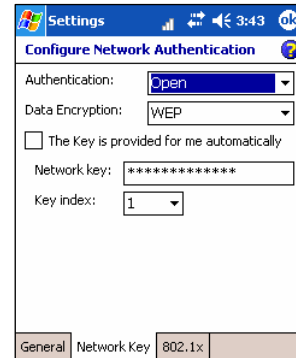 Settings 3:43 ok
Configure Network Authentication ?
Authentication: Open
Data Encryption: WEP
The Key is provided for me automatically
Network key: *************
Key index: 1
General Network Key 802.1x